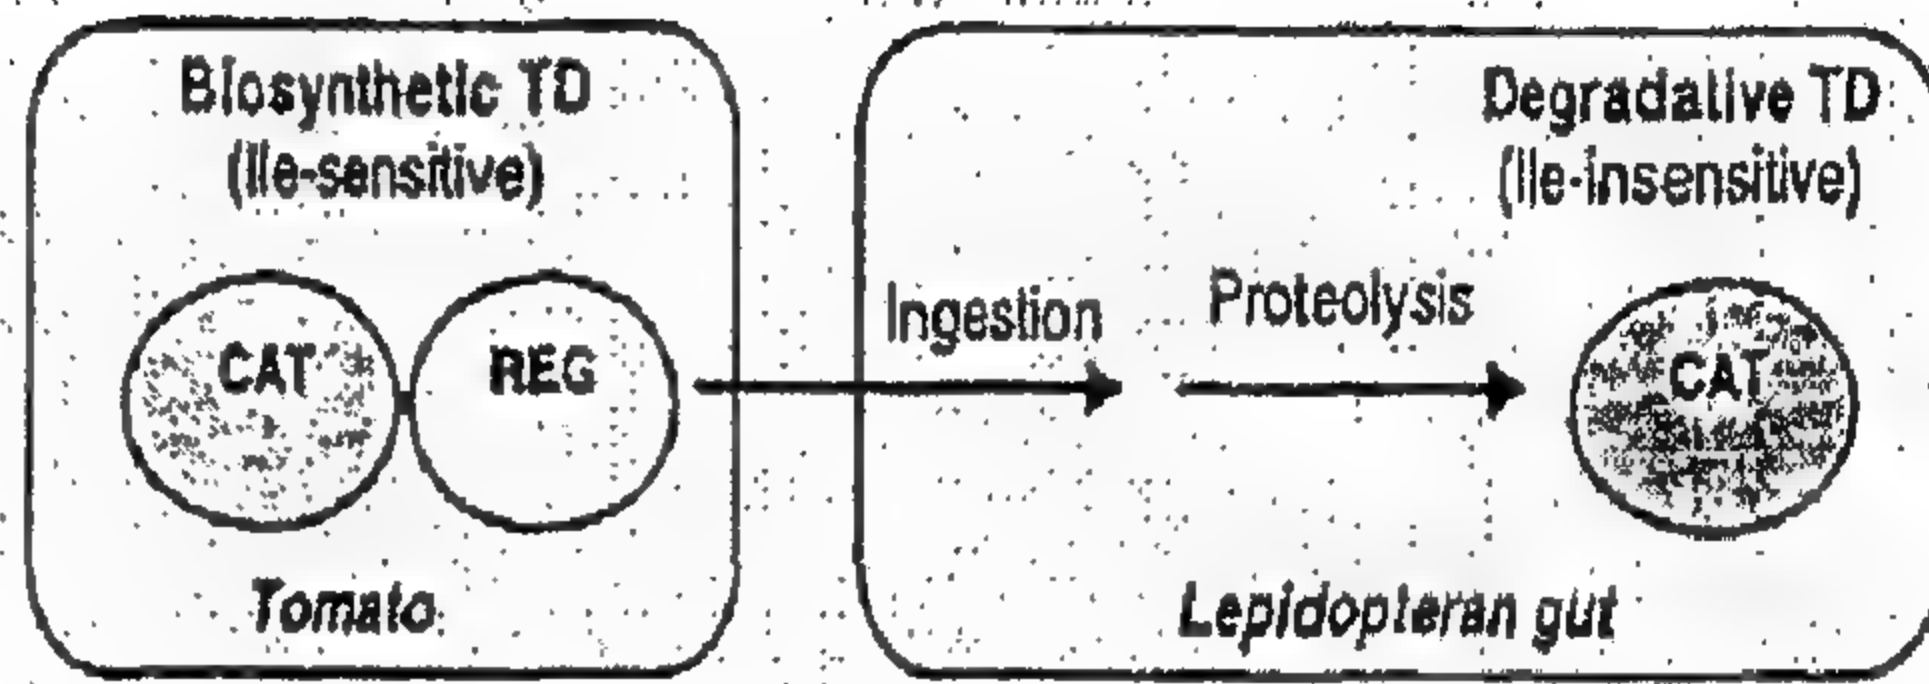 Biosynthetic TD
(Ile-sensitive)
CAT
REG
Tomato
Ingestion
Proteolysis
Degradative TD
(Ile-insensitive)
CAT
Lepidopteran gut